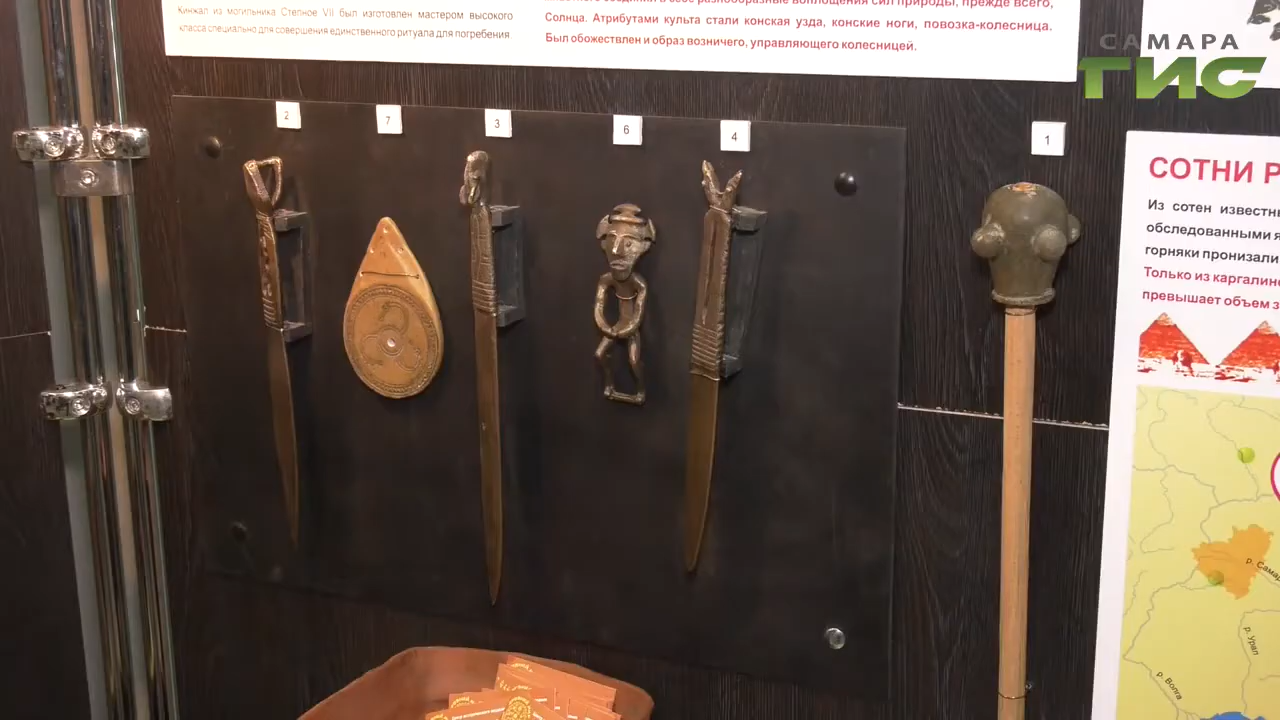 Кинжал из могильника Степное VII был изготовлен мастером высокого
класса специально для совершения единственного ритуала для погребения.
воплощения сил природы, прежде всего,
Солнца. Атрибутами культа стали конская узда, конские ноги, повозка-колесница.
Был обожествлен и образ возничего, управляющего колесницей.
САМАРА
ГИС
2
7
3
6
4
1
СОТНИ Р
Из сотен известн
обследованными я
горняки пронизали
Только из каргалинс
превышает объем з
р. Самар
р. Урал
р. Волга